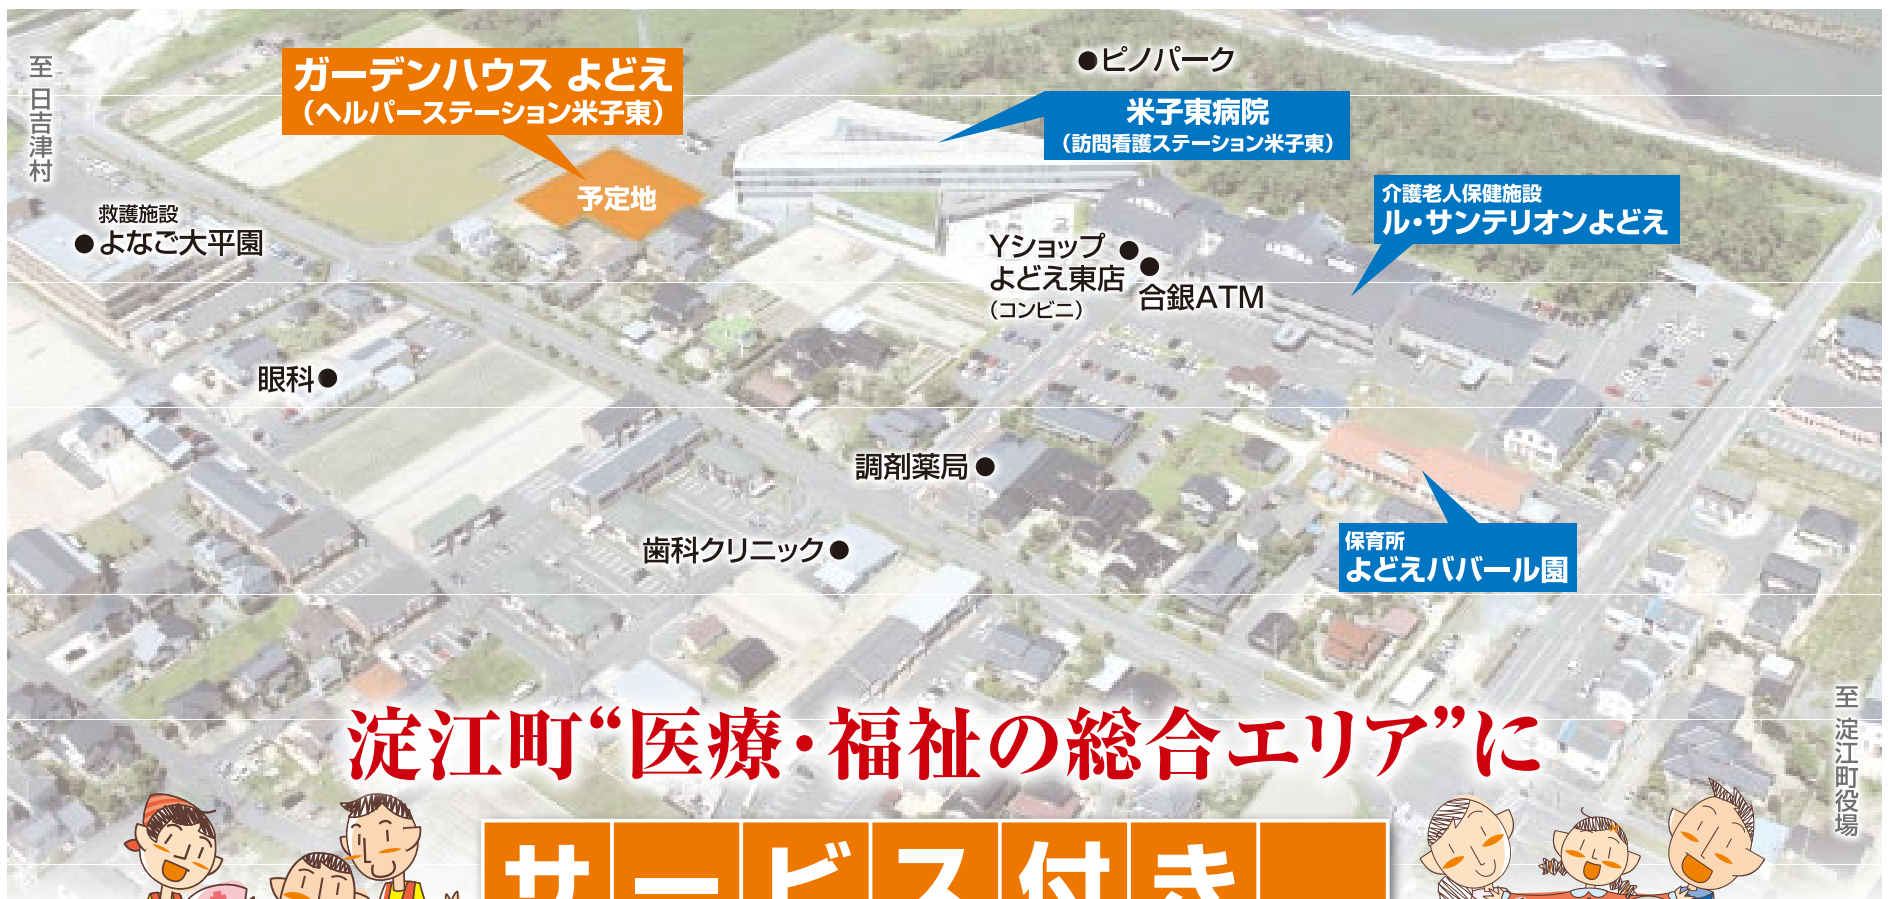 至 日吉津村
ガーデンハウス よどえ
（ヘルパーステーション米子東）
予定地
ピノパーク
米子東病院
（訪問看護ステーション米子東）
介護老人保健施設
ル・サンテリオンよどえ
救護施設
よなご大平園
Yショップ
よどえ東店
（コンビニ）
合銀ATM
眼科
調剤薬局
歯科クリニック
保育所
よどえババール園
至 淀江町役場
淀江町“医療・福祉の総合エリア”に
サービス付き